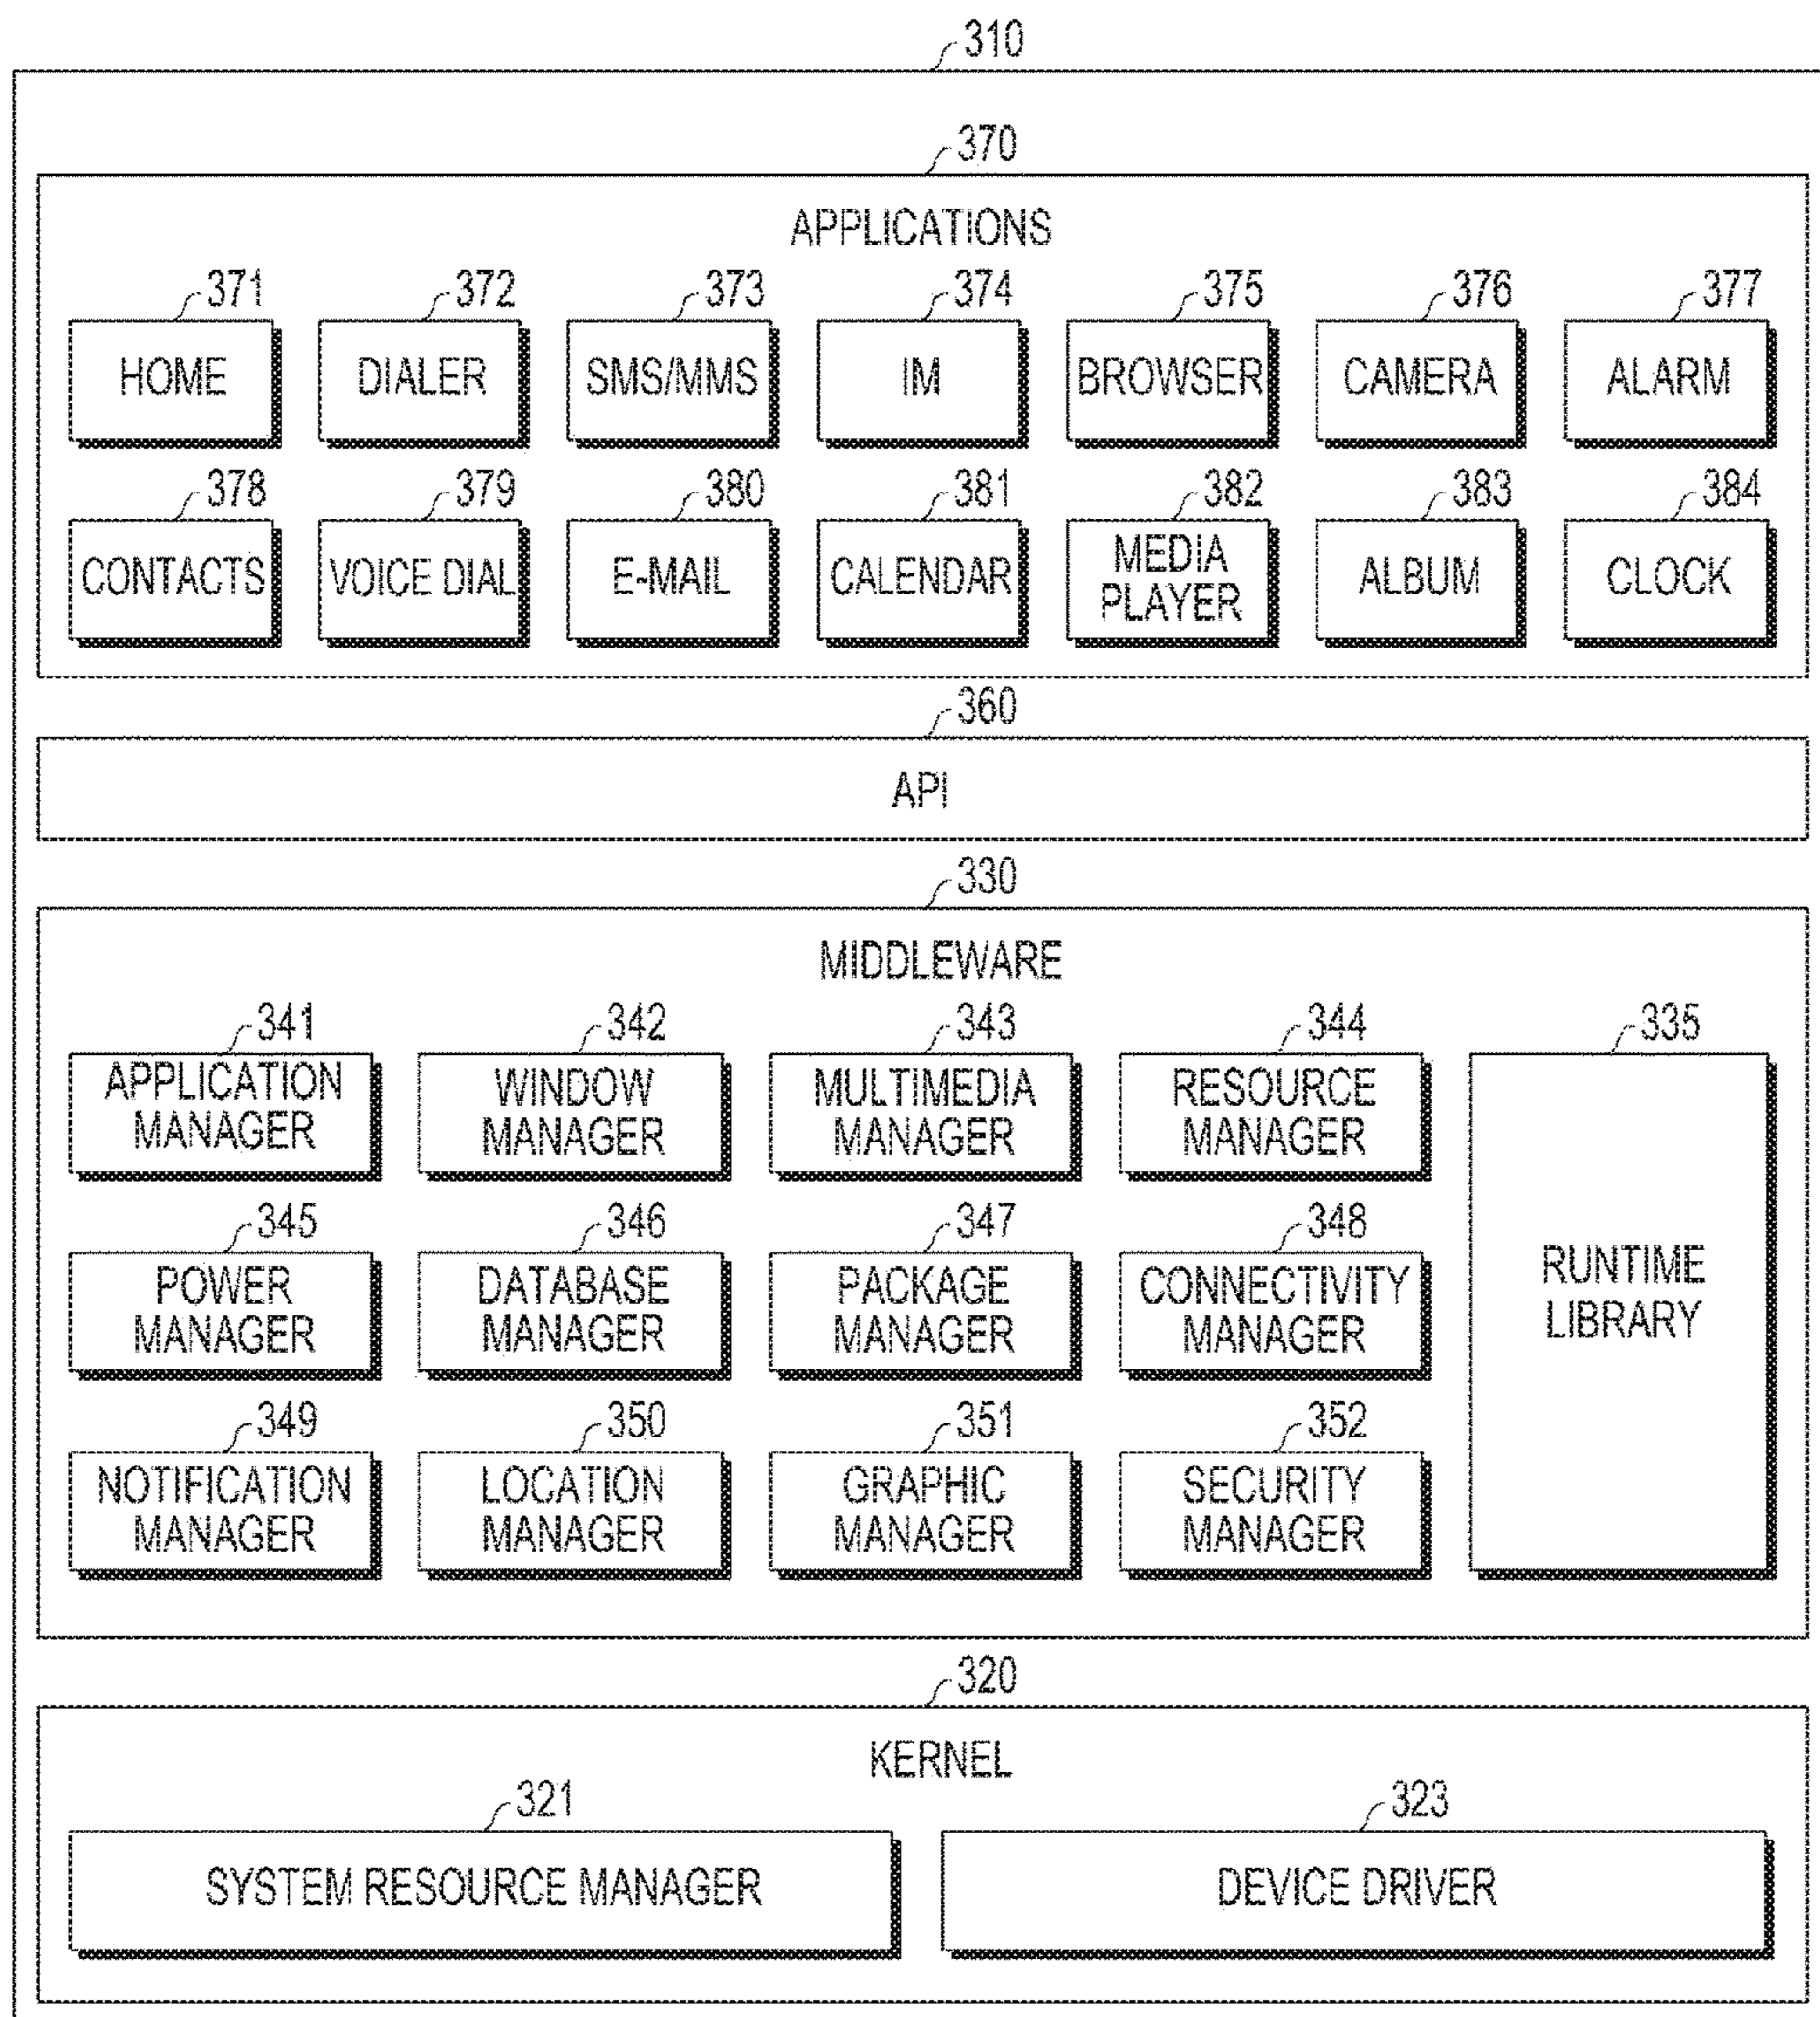 310
370
APPLICATIONS
371 372 373 374 375 376 377
HOME DIALER SMS/MMS IM BROWSER CAMERA ALARM
378 379 380 381 382 383 384
CONTACTS VOICE DIAL E-MAIL CALENDAR MEDIA PLAYER ALBUM CLOCK
360
API
330
MIDDLEWARE
341 342 343 344 335
APPLICATION MANAGER WINDOW MANAGER MULTIMEDIA MANAGER RESOURCE MANAGER
345 346 347 348
POWER MANAGER DATABASE MANAGER PACKAGE MANAGER CONNECTIVITY MANAGER RUNTIME LIBRARY
349 350 351 352
NOTIFICATION MANAGER LOCATION MANAGER GRAPHIC MANAGER SECURITY MANAGER
320
KERNEL
321 323
SYSTEM RESOURCE MANAGER DEVICE DRIVER